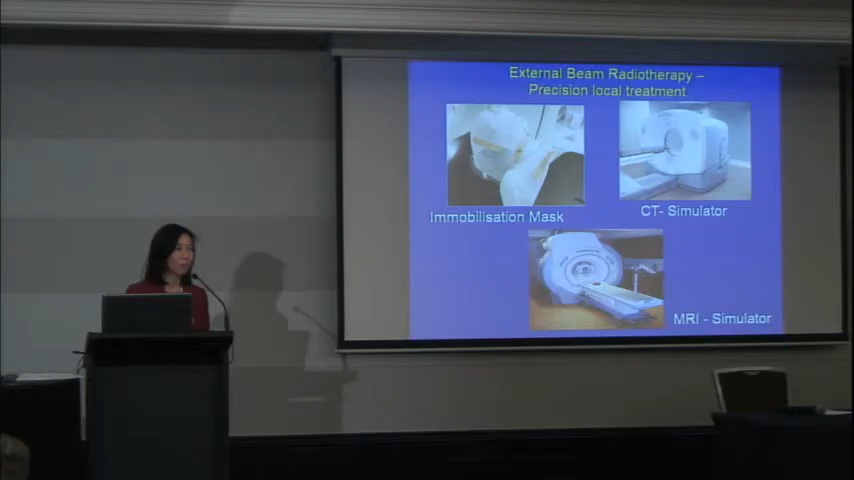 External Beam Radiotherapy –
Precision local treatment
Immobilisation Mask
CT- Simulator
MRI - Simulator